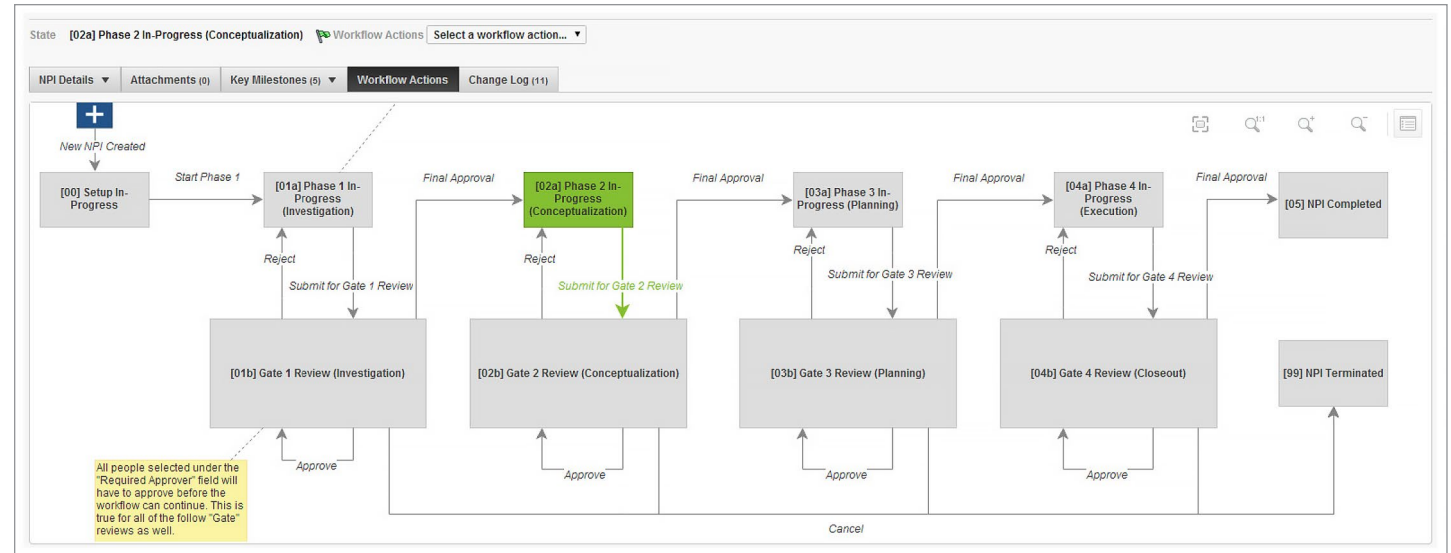 State [02a] Phase 2 In-Progress (Conceptualization) Workflow Actions Select a workflow action...
NPI Details Attachments (0) Key Milestones (5) Workflow Actions Change Log (11)
1:1
New NPI Created
[00] Setup In-
Progress
Start Phase 1
[01a] Phase 1 In-
Progress
(Investigation)
Final Approval
[02a] Phase 2 In-
Progress
(Conceptualization)
Final Approval
[03a] Phase 3 In-
Progress (Planning)
Final Approval
[04a] Phase 4 In-
Progress
(Execution)
Final Approval
[05] NPI Completed
Reject
Submit for Gate 1 Review
Reject
Submit for Gate 2 Review
Reject
Submit for Gate 3 Review
Reject
Submit for Gate 4 Review
[01b] Gate 1 Review (Investigation)
[02b] Gate 2 Review (Conceptualization)
[03b] Gate 3 Review (Planning)
[04b] Gate 4 Review (Closeout)
[99] NPI Terminated
Approve
Approve
Approve
Approve
All people selected under the
"Required Approver" field will
have to approve before the
workflow can continue. This is
true for all of the follow "Gate"
reviews as well.
Cancel